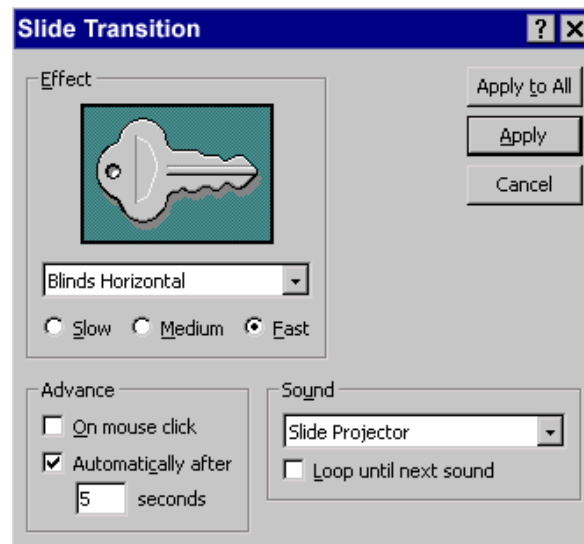 Slide Transition
Effect
Apply to All
Apply
Cancel
Blinds Horizontal
Slow Medium Fast
Advance
On mouse click
Automatically after
5 seconds
Sound
Slide Projector
Loop until next sound